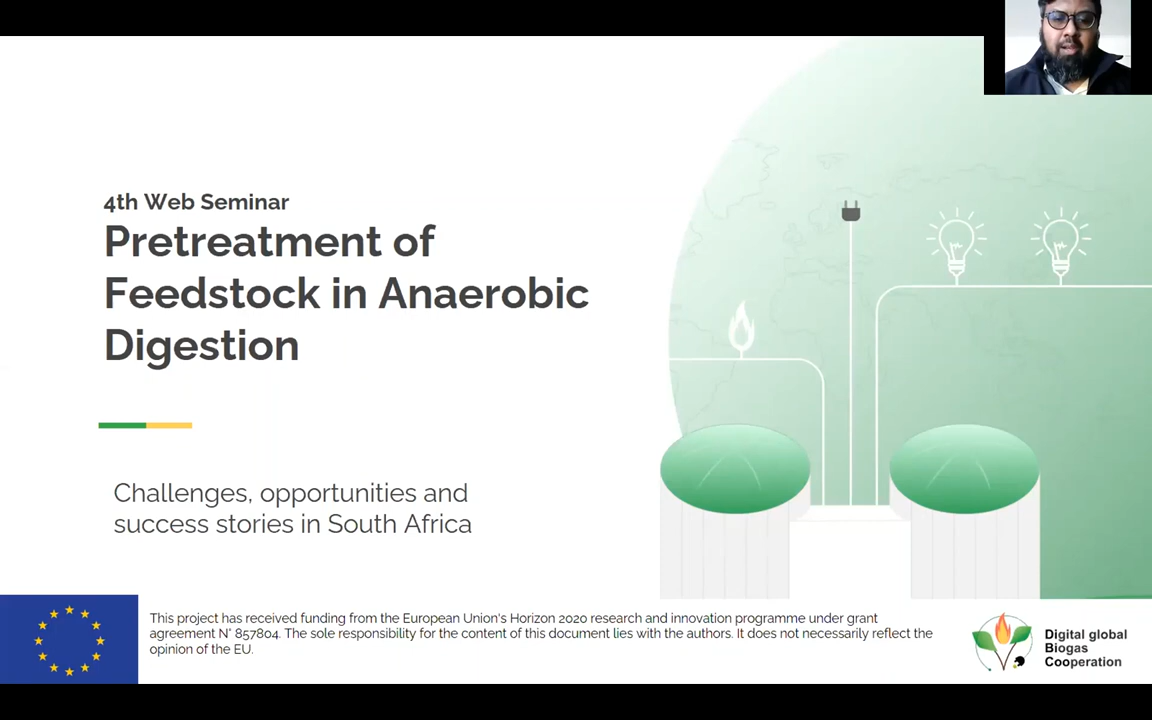 4th Web Seminar
Pretreatment of
Feedstock in Anaerobic
Digestion
Challenges, opportunities and
success stories in South Africa
This project has received funding from the European Union's Horizon 2020 research and innovation programme under grant
agreement N° 857804. The sole responsibility for the content of this document lies with the authors. It does not necessarily reflect the
opinion of the EU.
Digital global
Biogas
Cooperation